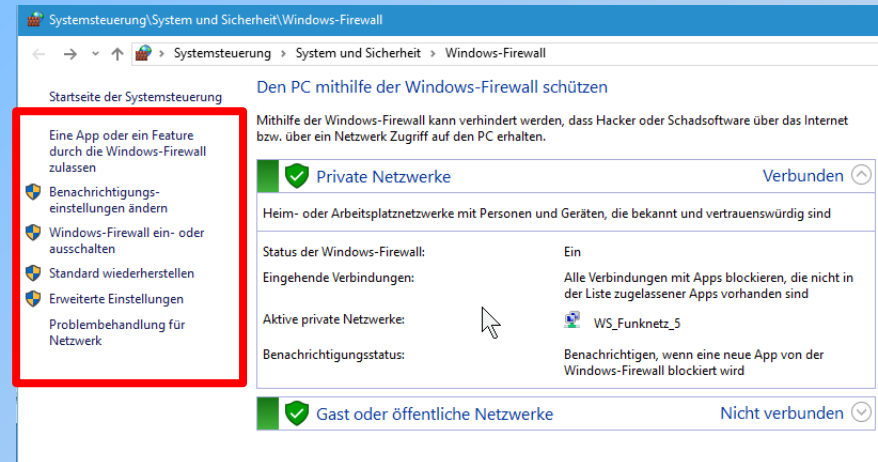 Systemsteuerung\System und Sicherheit\Windows-Firewall
Systemsteuerung > System und Sicherheit > Windows-Firewall
Startseite der Systemsteuerung
Eine App oder ein Feature
durch die Windows-Firewall
zulassen
Benachrichtigungs-
einstellungen ändern
Windows-Firewall ein- oder
ausschalten
Standard wiederherstellen
Erweiterte Einstellungen
Problembehandlung für
Netzwerk
Den PC mithilfe der Windows-Firewall schützen
Mithilfe der Windows-Firewall kann verhindert werden, dass Hacker oder Schadsoftware über das Internet
bzw. über ein Netzwerk Zugriff auf den PC erhalten.
Private Netzwerke Verbunden
Heim- oder Arbeitsplatznetzwerke mit Personen und Geräten, die bekannt und vertrauenswürdig sind
Status der Windows-Firewall: Ein
Eingehende Verbindungen: Alle Verbindungen mit Apps blockieren, die nicht in
der Liste zugelassener Apps vorhanden sind
Aktive private Netzwerke: WS_Funknetz_5
Benachrichtigungsstatus: Benachrichtigen, wenn eine neue App von der
Windows-Firewall blockiert wird
Gast oder öffentliche Netzwerke Nicht verbunden